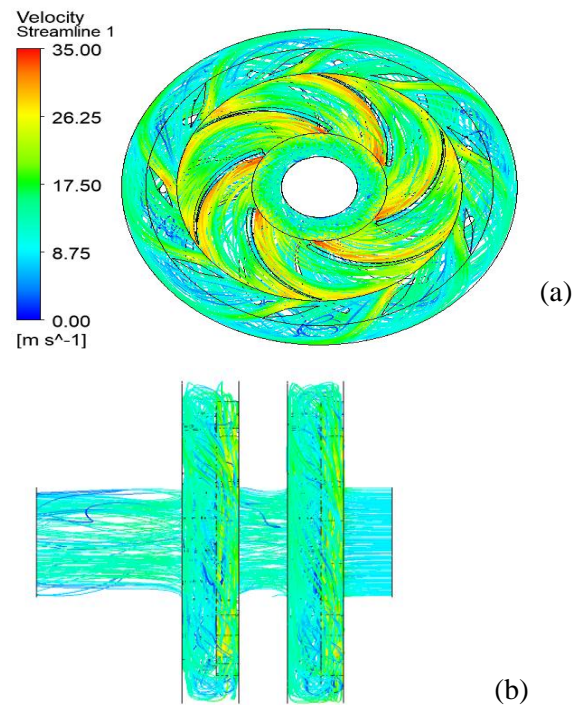 Velocity
Streamline 1
35.00
26.25
17.50
8.75
0.00
[m s^-1]
(a)
(b)